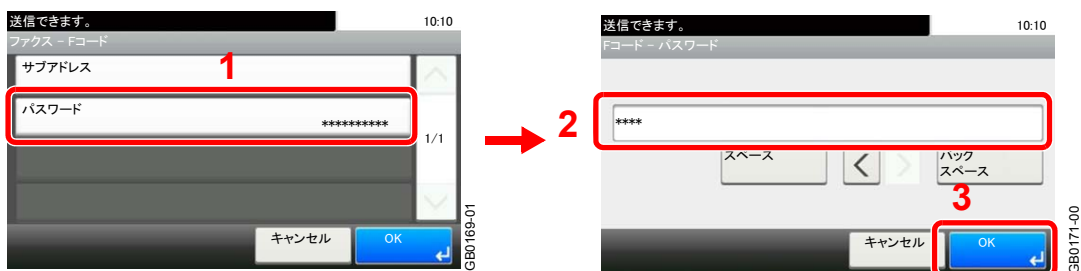 送信できます。 10:10
ファクス - Fコード
サブアドレス
1
パスワード
**********
1/1
キャンセル OK
GB0169-01
送信できます。 10:10
Fコード - パスワード
2
****
スペース バック
スペース
3
キャンセル OK
GB0171-00